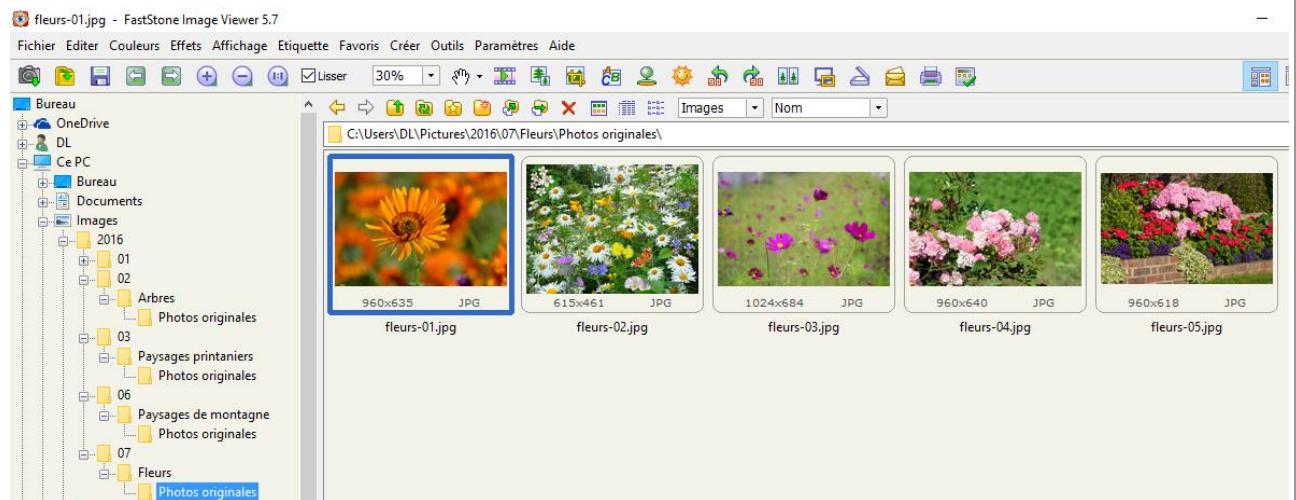 fleurs-01.jpg - FastStone Image Viewer 5.7
Fichier Editer Couleurs Effets Affichage Etiquette Favoris Créer Outils Paramètres Aide
1:1 Lisser 30%
Bureau
OneDrive
DL
Ce PC
Bureau
Documents
Images
2016
01
02
Arbres
Photos originales
03
Paysages printaniers
Photos originales
06
Paysages de montagne
Photos originales
07
Fleurs
Photos originales
Images Nom
C:\Users\DL\Pictures\2016\07\Fleurs\Photos originales\
960x635 JPG
fleurs-01.jpg
615x461 JPG
fleurs-02.jpg
1024x684 JPG
fleurs-03.jpg
960x640 JPG
fleurs-04.jpg
960x618 JPG
fleurs-05.jpg